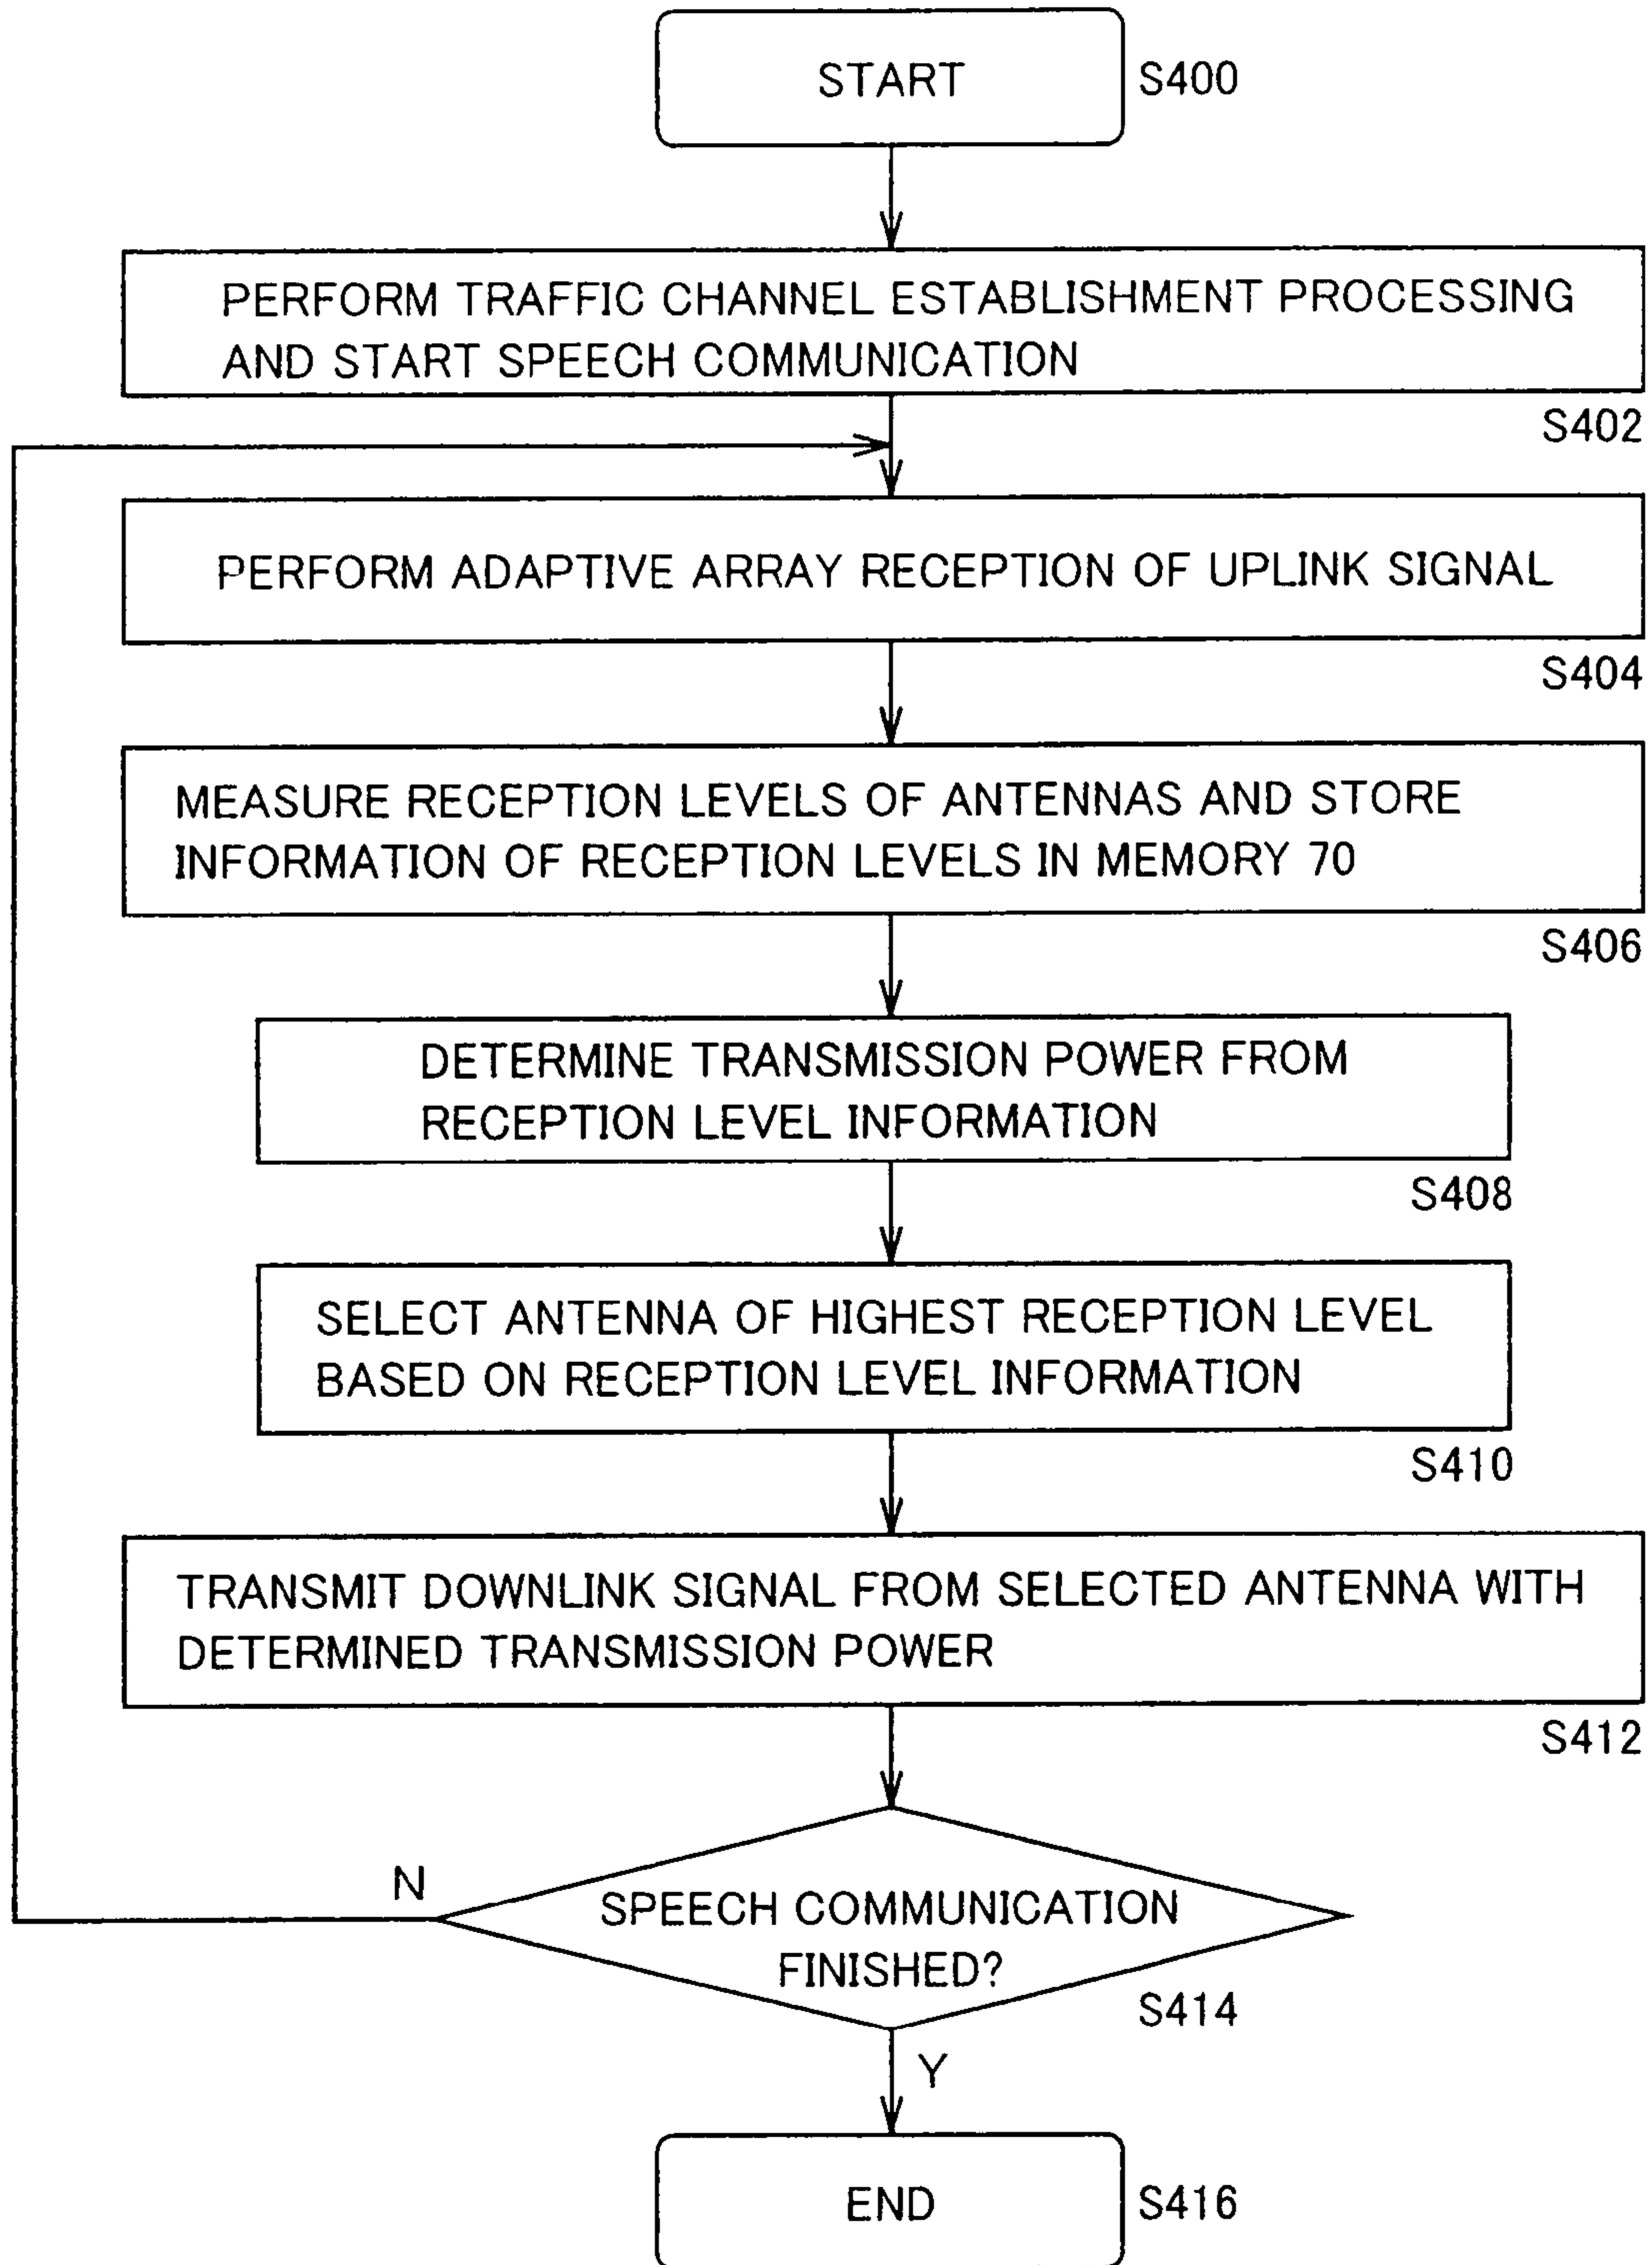 START
S400
PERFORM TRAFFIC CHANNEL ESTABLISHMENT PROCESSING
AND START SPEECH COMMUNICATION
S402
PERFORM ADAPTIVE ARRAY RECEPTION OF UPLINK SIGNAL
S404
MEASURE RECEPTION LEVELS OF ANTENNAS AND STORE
INFORMATION OF RECEPTION LEVELS IN MEMORY 70
S406
DETERMINE TRANSMISSION POWER FROM
RECEPTION LEVEL INFORMATION
S408
SELECT ANTENNA OF HIGHEST RECEPTION LEVEL
BASED ON RECEPTION LEVEL INFORMATION
S410
TRANSMIT DOWNLINK SIGNAL FROM SELECTED ANTENNA WITH
DETERMINED TRANSMISSION POWER
S412
N
SPEECH COMMUNICATION
FINISHED?
S414
Y
END
S416